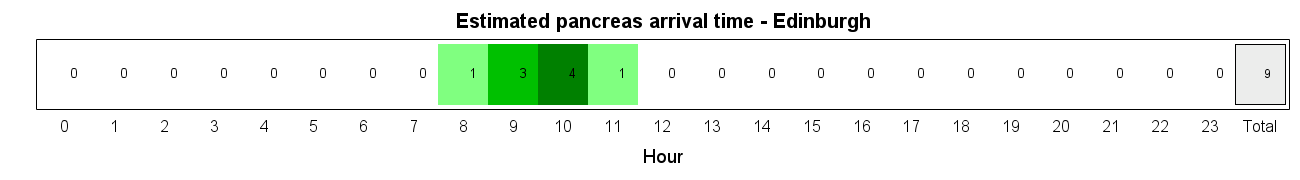 Estimated pancreas arrival time - Edinburgh
0 0 0 0 0 0 0 0 1 3 4 1 0 0 0 0 0 0 0 0 0 0 0 0 9
0 1 2 3 4 5 6 7 8 9 10 11 12 13 14 15 16 17 18 19 20 21 22 23 Total
Hour